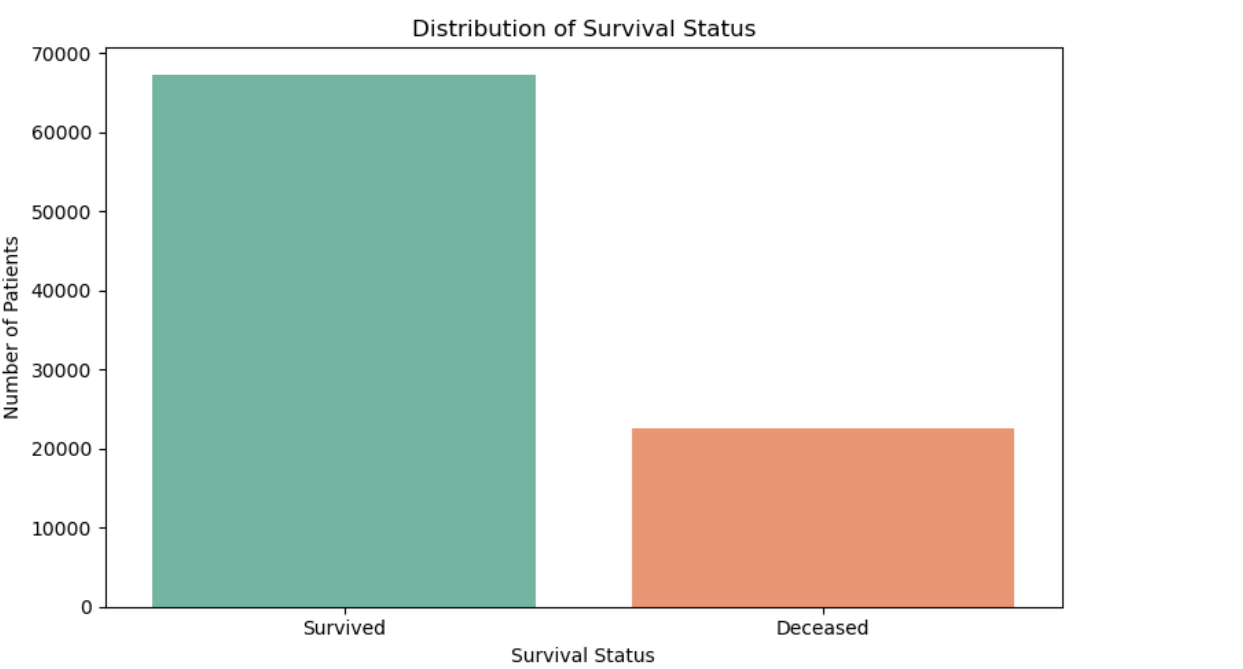 Distribution of Survival Status
70000
60000
50000
40000
30000
20000
10000
0
Number of Patients
Survived
Deceased
Survival Status